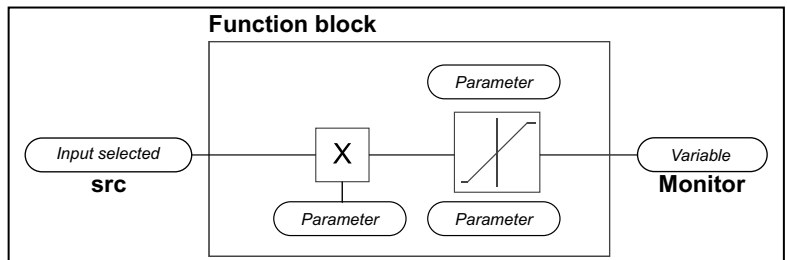 Function block
Parameter
Input selected
X
Variable
src
Monitor
Parameter
Parameter